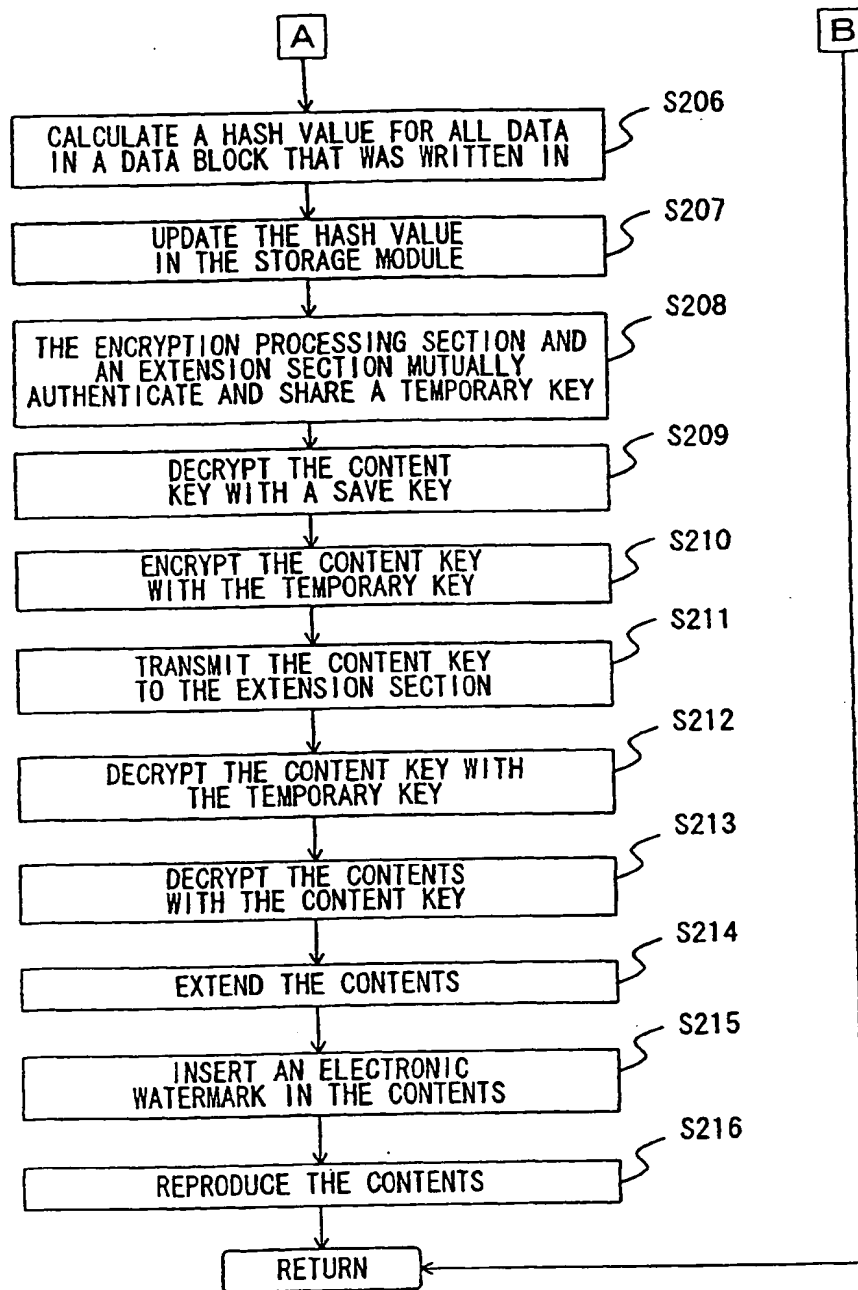 A
B
S206
CALCULATE A HASH VALUE FOR ALL DATA
IN A DATA BLOCK THAT WAS WRITTEN IN
S207
UPDATE THE HASH VALUE
IN THE STORAGE MODULE
S208
THE ENCRYPTION PROCESSING SECTION AND
AN EXTENSION SECTION MUTUALLY
AUTHENTICATE AND SHARE A TEMPORARY KEY
S209
DECRYPT THE CONTENT
KEY WITH A SAVE KEY
S210
ENCRYPT THE CONTENT KEY
WITH THE TEMPORARY KEY
S211
TRANSMIT THE CONTENT KEY
TO THE EXTENSION SECTION
S212
DECRYPT THE CONTENT KEY WITH
THE TEMPORARY KEY
S213
DECRYPT THE CONTENTS
WITH THE CONTENT KEY
S214
EXTEND THE CONTENTS
S215
INSERT AN ELECTRONIC
WATERMARK IN THE CONTENTS
S216
REPRODUCE THE CONTENTS
RETURN